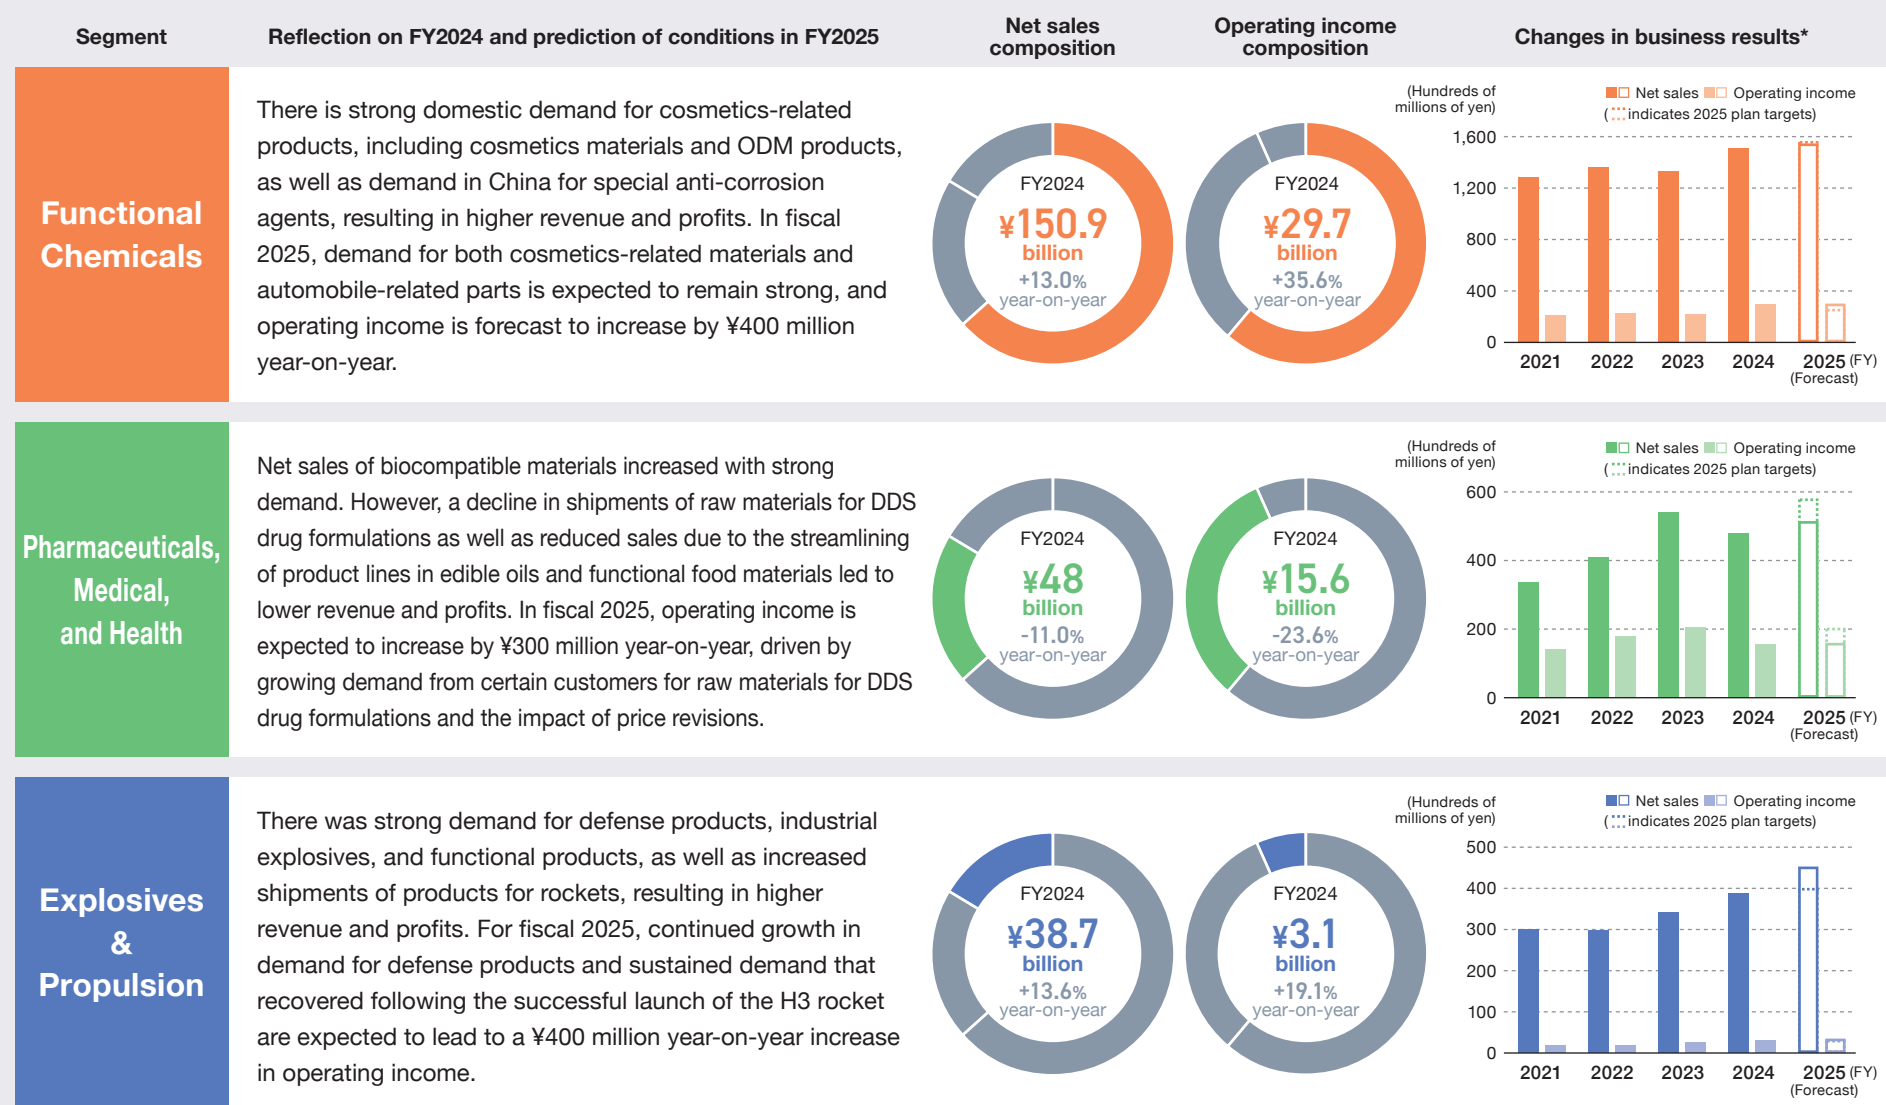 Segment
Reflection on FY2024 and prediction of conditions in FY2025
Net sales
composition
Operating income
composition
Changes in business results*
Functional
Chemicals
There is strong domestic demand for cosmetics-related
products, including cosmetics materials and ODM products,
as well as demand in China for special anti-corrosion
agents, resulting in higher revenue and profits. In fiscal
2025, demand for both cosmetics-related materials and
automobile-related parts is expected to remain strong, and
operating income is forecast to increase by ¥400 million
year-on-year.
FY2024
¥150.9
billion
+13.0%
year-on-year
FY2024
¥29.7
billion
+35.6%
year-on-year
(Hundreds of
millions of yen)
Net sales Operating income
( indicates 2025 plan targets)
1,600
1,200
800
400
0
2021 2022 2023 2024 2025 (FY)
(Forecast)
Pharmaceuticals,
Medical,
and Health
Net sales of biocompatible materials increased with strong
demand. However, a decline in shipments of raw materials for DDS
drug formulations as well as reduced sales due to the streamlining
of product lines in edible oils and functional food materials led to
lower revenue and profits. In fiscal 2025, operating income is
expected to increase by ¥300 million year-on-year, driven by
growing demand from certain customers for raw materials for DDS
drug formulations and the impact of price revisions.
FY2024
¥48
billion
-11.0%
year-on-year
FY2024
¥15.6
billion
-23.6%
year-on-year
(Hundreds of
millions of yen)
Net sales Operating income
( indicates 2025 plan targets)
600
400
200
0
2021 2022 2023 2024 2025 (FY)
(Forecast)
Explosives
&
Propulsion
There was strong demand for defense products, industrial
explosives, and functional products, as well as increased
shipments of products for rockets, resulting in higher
revenue and profits. For fiscal 2025, continued growth in
demand for defense products and sustained demand that
recovered following the successful launch of the H3 rocket
are expected to lead to a ¥400 million year-on-year increase
in operating income.
FY2024
¥38.7
billion
+13.6%
year-on-year
FY2024
¥3.1
billion
+19.1%
year-on-year
(Hundreds of
millions of yen)
Net sales Operating income
( indicates 2025 plan targets)
500
400
300
200
100
0
2021 2022 2023 2024 2025 (FY)
(Forecast)